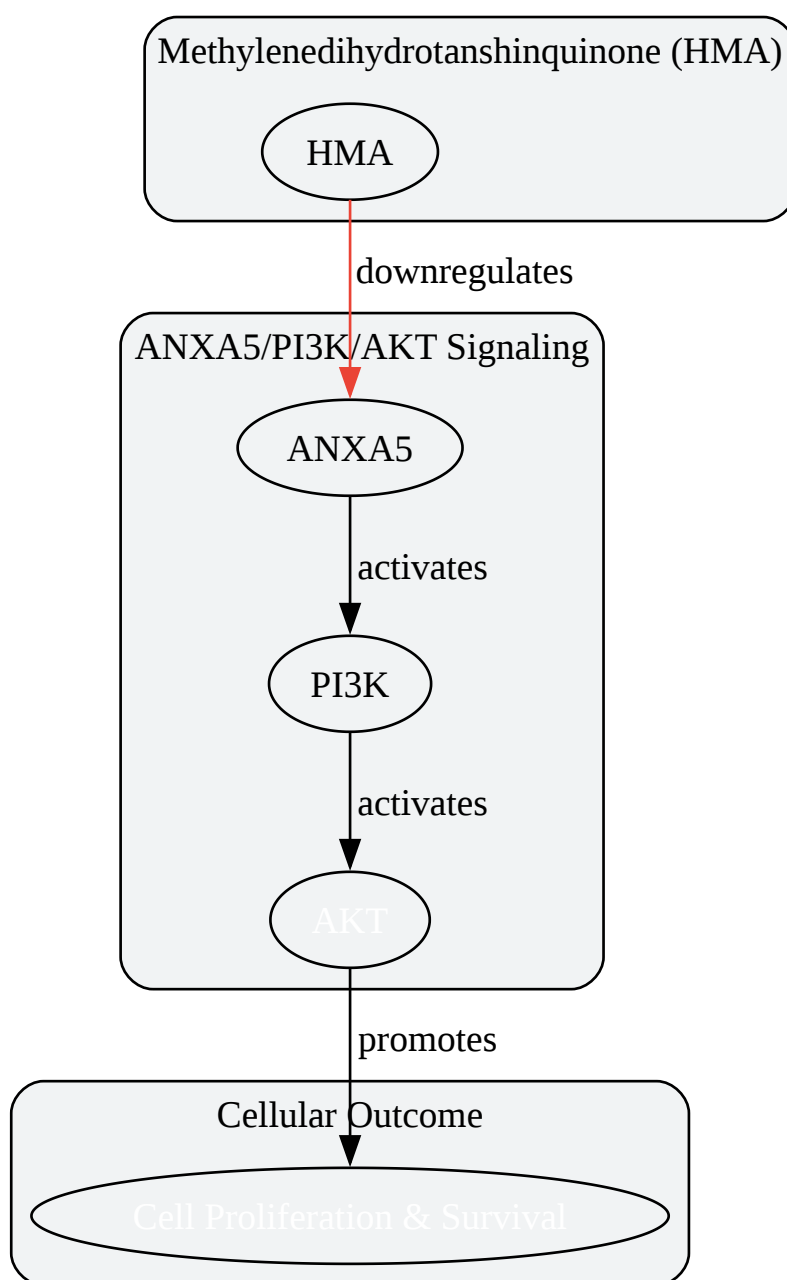 Methylenedihydrotanshinquinone (HMA)
HMA
downregulates
ANXA5/PI3K/AKT Signaling
ANXA5
activates
PI3K
activates
AKT
promotes
Cellular Outcome
Cell Proliferation & Survival